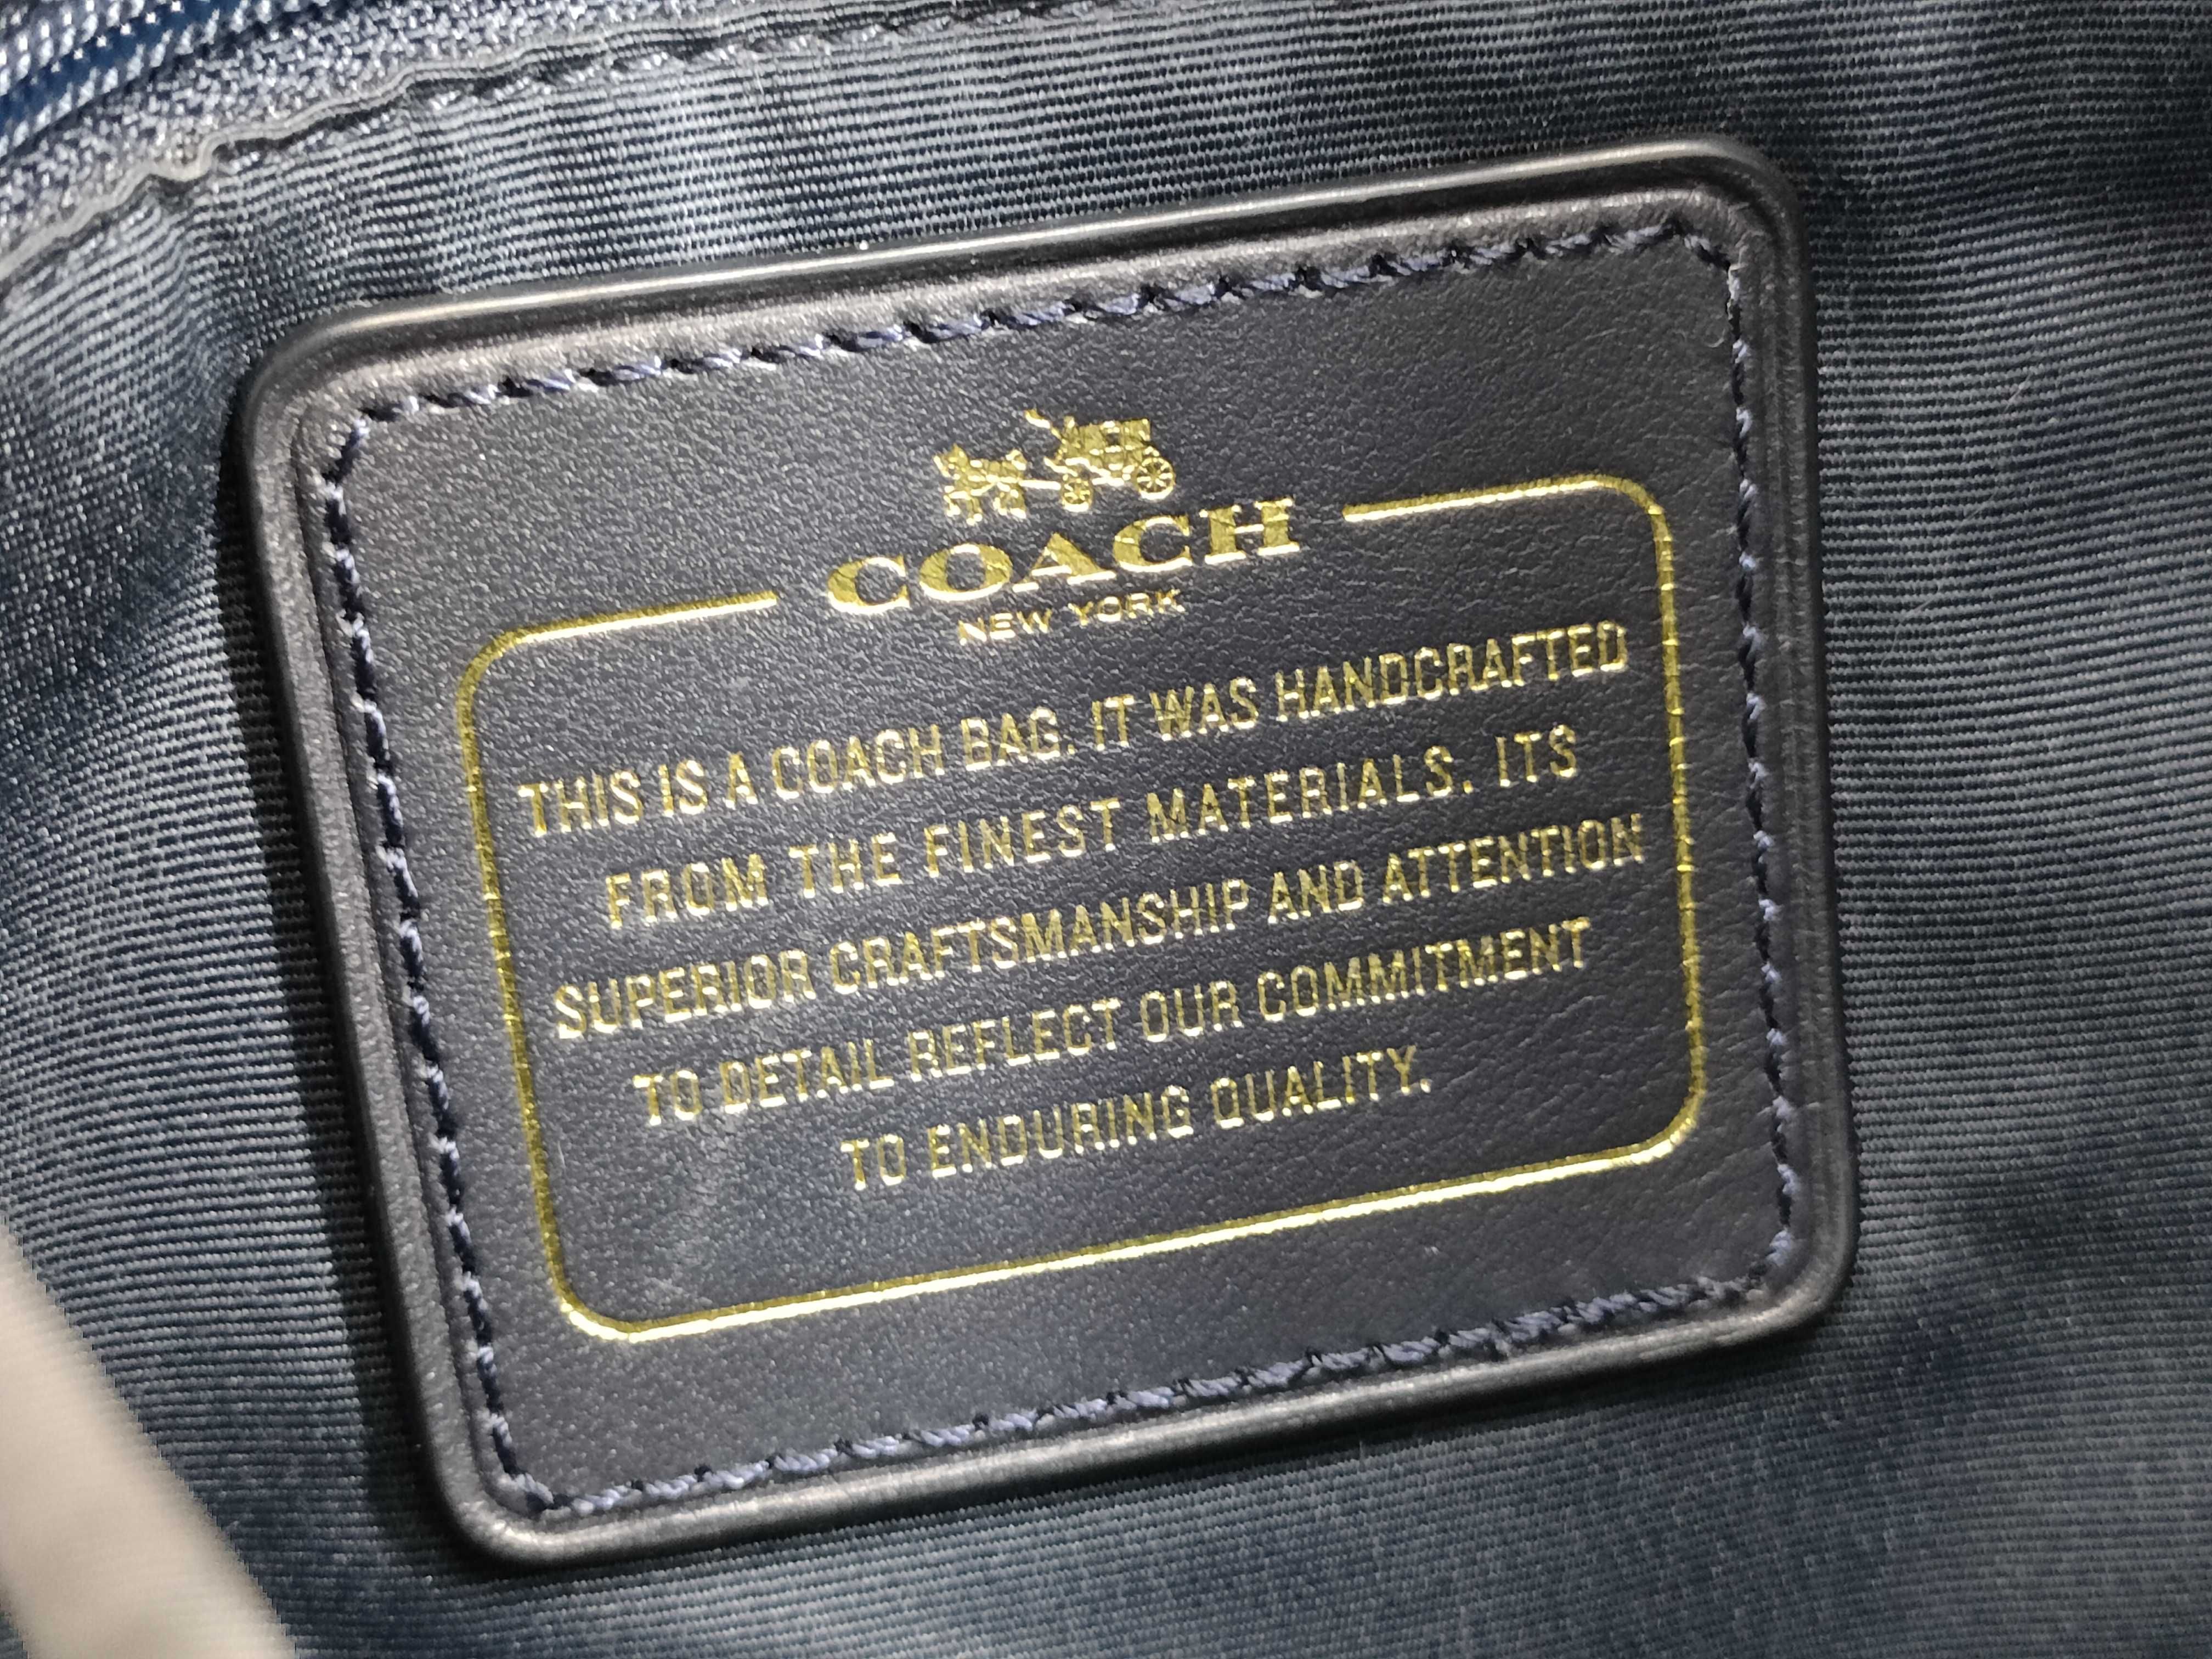 COACH
NEW YORK
THIS IS A COACH BAG. IT WAS HANDCRAFTED
FROM THE FINEST MATERIALS. ITS
SUPERIOR CRAFTSMANSHIP AND ATTENTION
TO DETAIL REFLECT OUR COMMITMENT
TO ENDURING QUALITY.